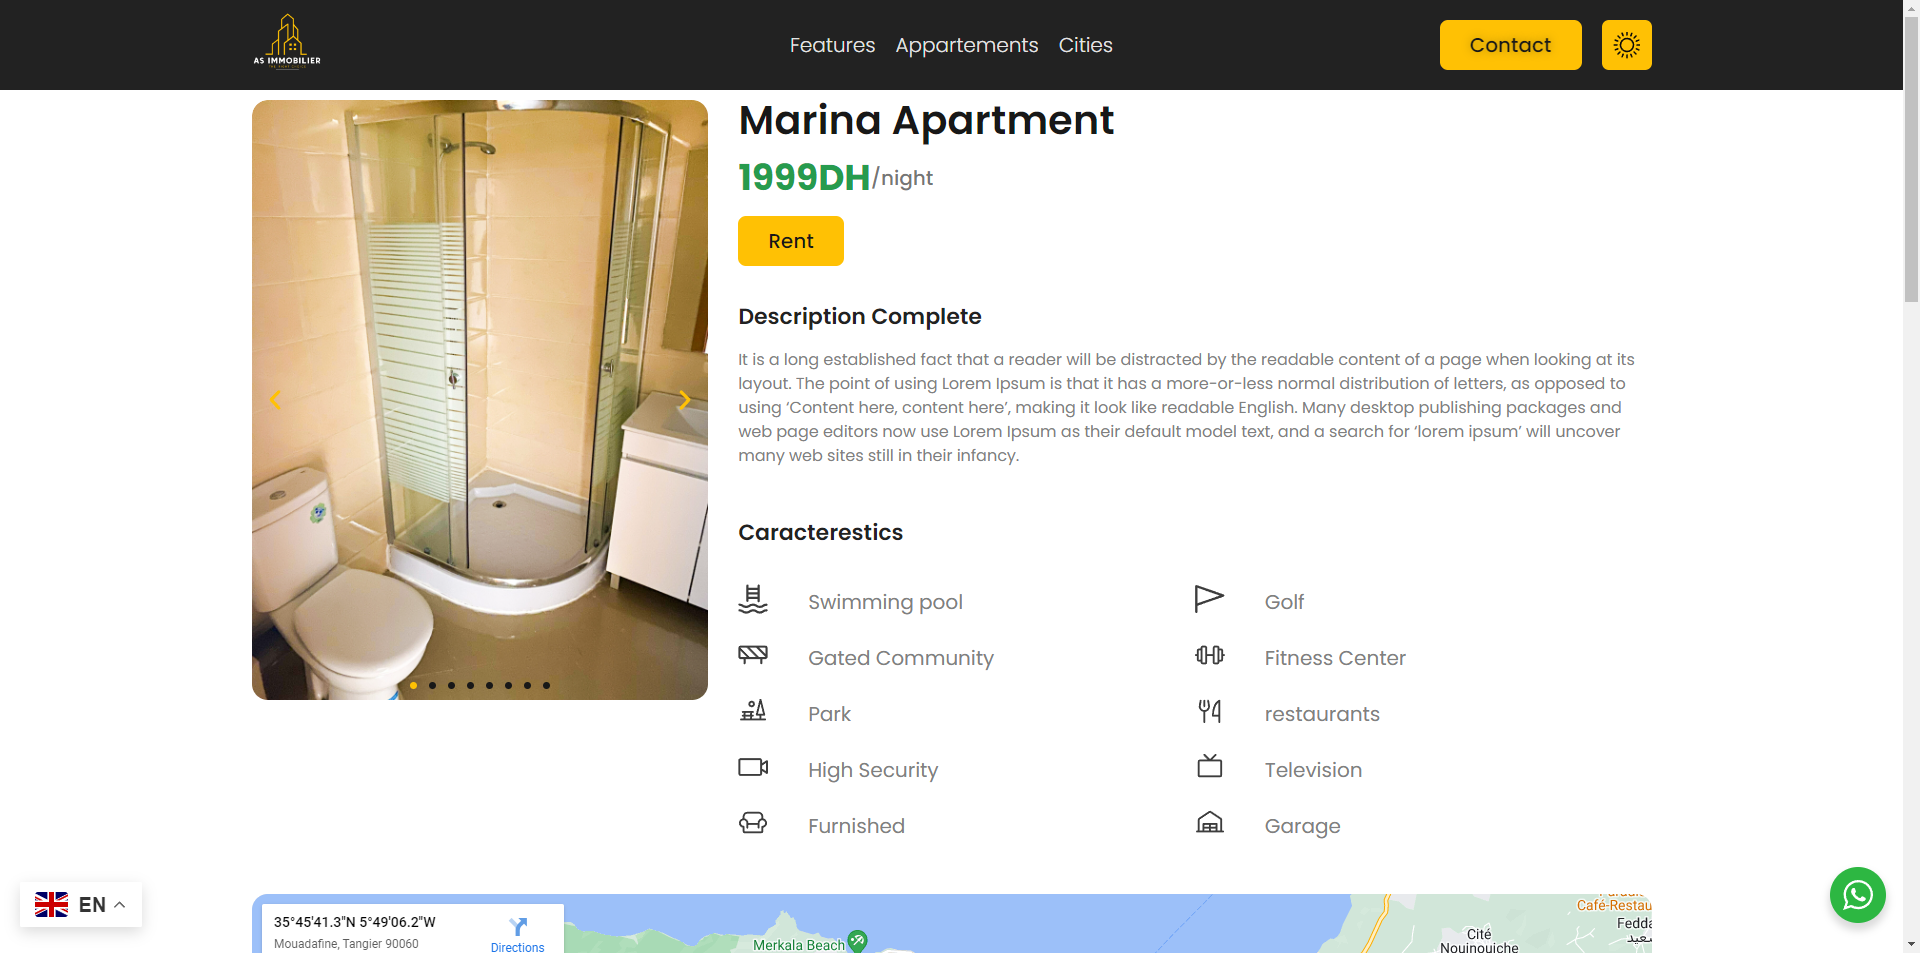 AS IMMOBILIER
Features
Appartements
Cities
Contact
Marina Apartment
1999DH/night
Rent
Description Complete
It is a long established fact that a reader will be distracted by the readable content of a page when looking at its
layout. The point of using Lorem Ipsum is that it has a more-or-less normal distribution of letters, as opposed to
using ‘Content here, content here’, making it look like readable English. Many desktop publishing packages and
web page editors now use Lorem Ipsum as their default model text, and a search for ‘lorem ipsum’ will uncover
many web sites still in their infancy.
Caracterestics
Swimming pool
Golf
Gated Community
Fitness Center
Park
restaurants
High Security
Television
Furnished
Garage
EN
35°45'41.3"N 5°49'06.2"W
Mouadafine, Tangier 90060
Directions
Merkala Beach
Cité
Nouinouiche
Café-Restau
Fedda